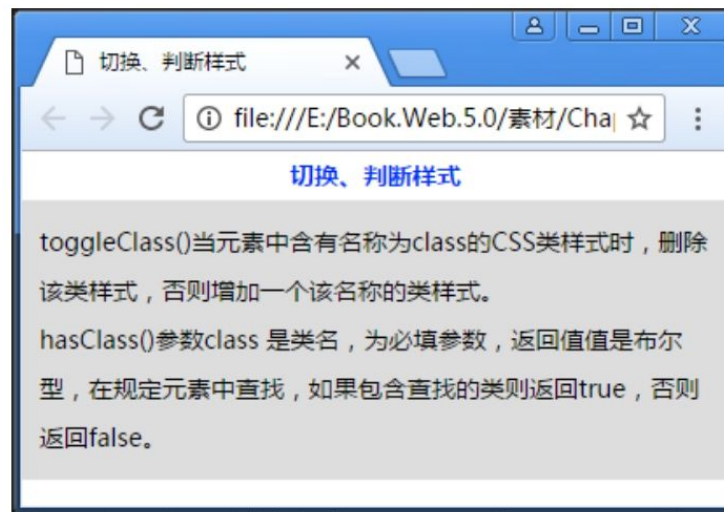 切换、判断样式
file:///E:/Book.Web.5.0/素材/Cha
切换、判断样式
toggleClass()当元素中含有名称为class的CSS类样式时，删除
该类样式，否则增加一个该名称的类样式。
hasClass()参数class 是类名，为必填参数，返回值值是布尔
型，在规定元素中查找，如果包含查找的类则返回true，否则
返回false。